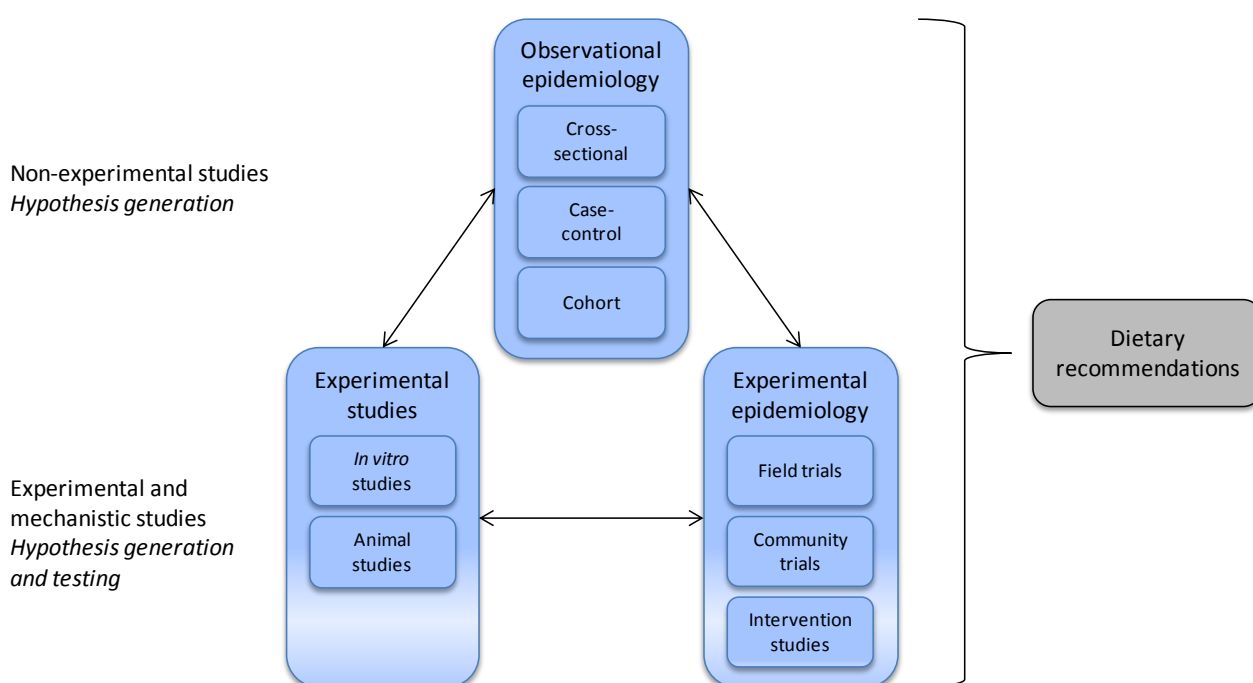 Observational
epidemiology
Cross-
sectional
Case-
control
Cohort
Non-experimental studies
Hypothesis generation
Experimental
studies
In vitro
studies
Animal
studies
Experimental
epidemiology
Field trials
Community
trials
Intervention
studies
Experimental and
mechanistic studies
Hypothesis generation
and testing
Dietary
recommendations